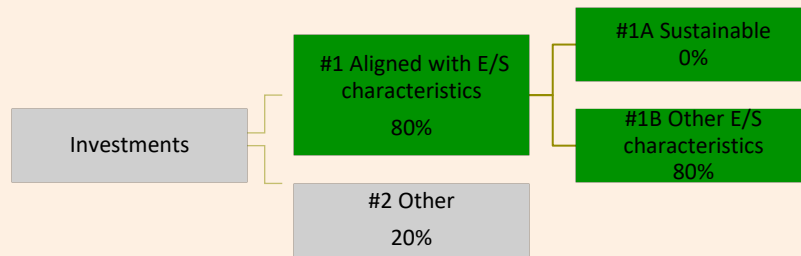 Investments
#1 Aligned with E/S
characteristics
80%
#2 Other
20%
#1A Sustainable
0%
#1B Other E/S
characteristics
80%